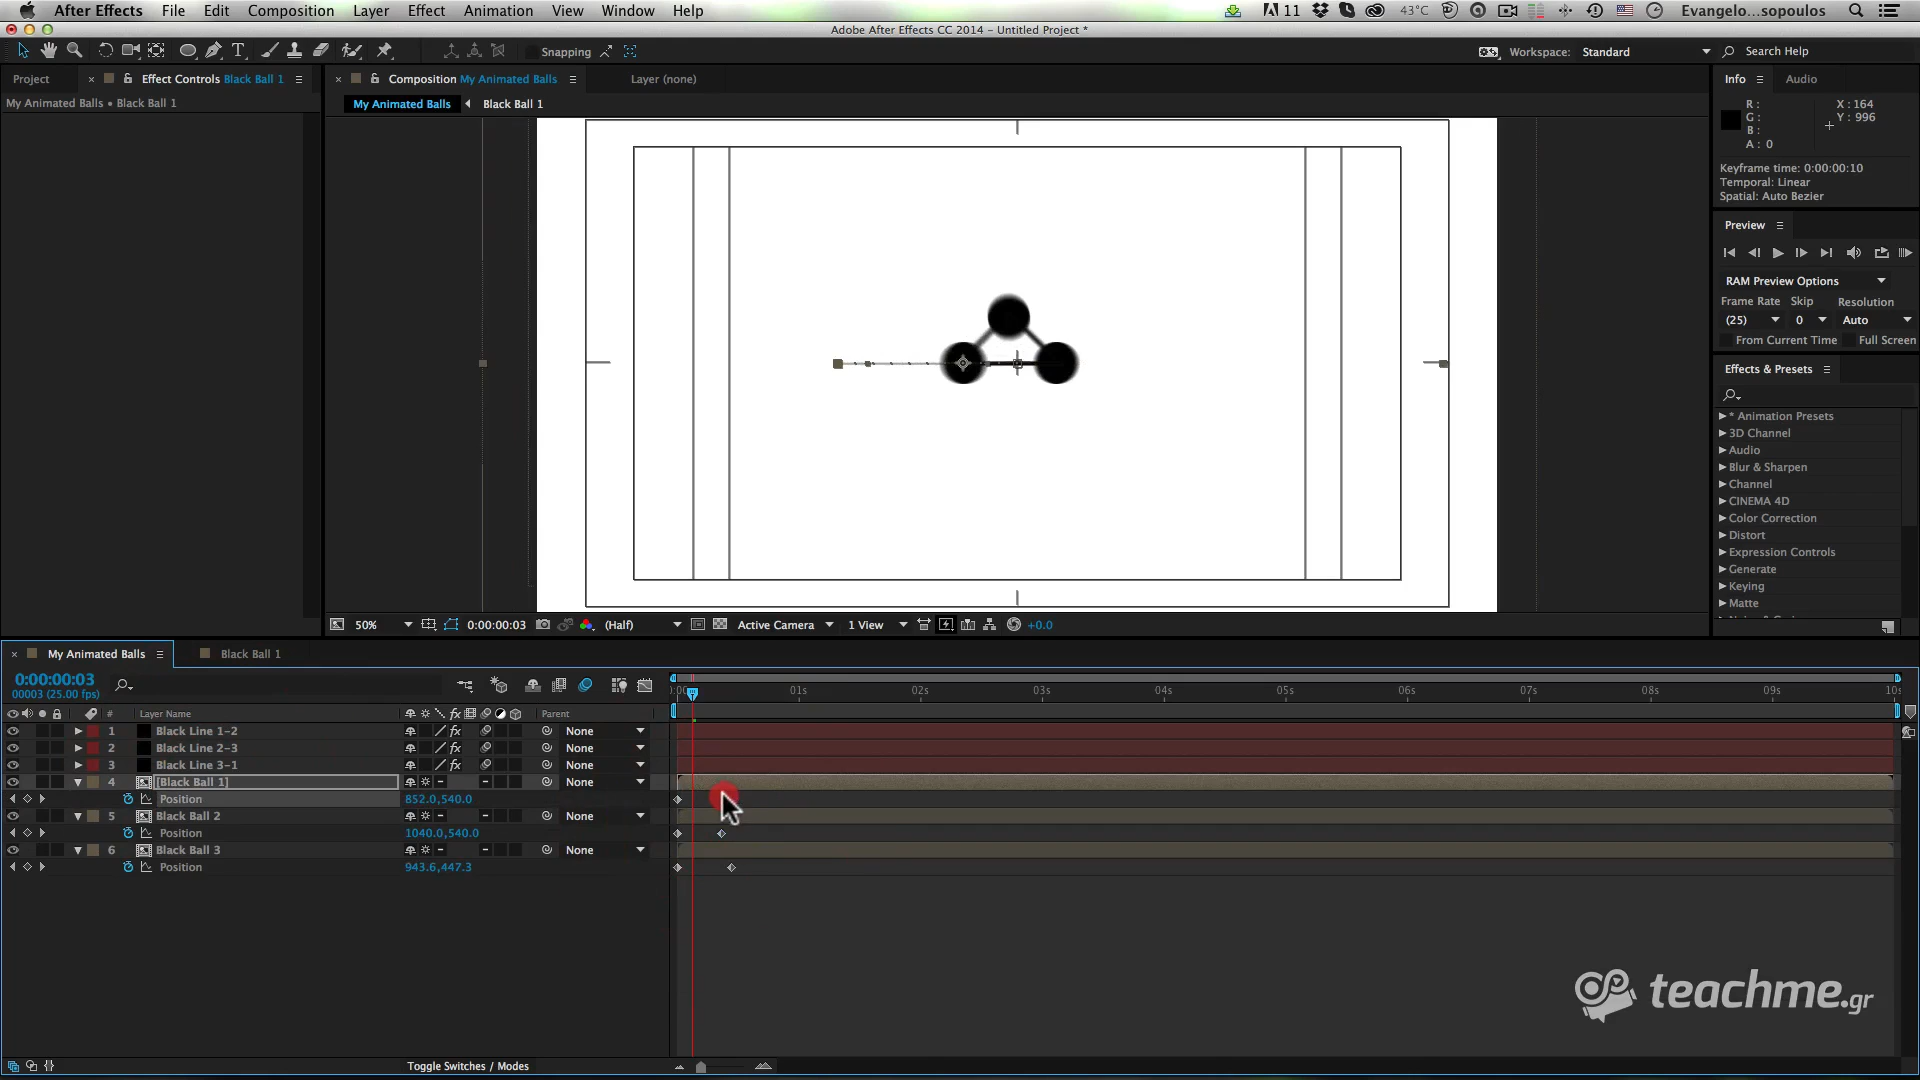 After Effects File Edit Composition Layer Effect Animation View Window Help 11 43°C Evangelo...sopoulos
Adobe After Effects CC 2014 – Untitled Project *
Snapping Workspace: Standard Search Help
Project Effect Controls Black Ball 1 Composition My Animated Balls Layer (none) Info Audio
My Animated Balls • Black Ball 1 My Animated Balls Black Ball 1
R: X: 164
G: Y: 996
B:
A: 0
Keyframe time: 0:00:00:10
Temporal: Linear
Spatial: Auto Bezier
Preview
RAM Preview Options
Frame Rate Skip Resolution
(25) 0 Auto
From Current Time Full Screen
Effects & Presets
* Animation Presets
3D Channel
Audio
Blur & Sharpen
Channel
CINEMA 4D
Color Correction
Distort
Expression Controls
Generate
Keying
Matte
50% 0:00:00:03 (Half) Active Camera 1 View +0.0
My Animated Balls Black Ball 1
0:00:00:03
00003 (25.00 fps)
01s 02s 03s 04s 05s 06s 07s 08s 09s
# Layer Name fx Parent
1 Black Line 1-2 fx None
2 Black Line 2-3 fx None
3 Black Line 3-1 fx None
4 [Black Ball 1] None
Position 852.0,540.0
5 Black Ball 2 None
Position 1040.0,540.0
6 Black Ball 3 None
Position 943.6,447.3
teachme.gr
Toggle Switches / Modes